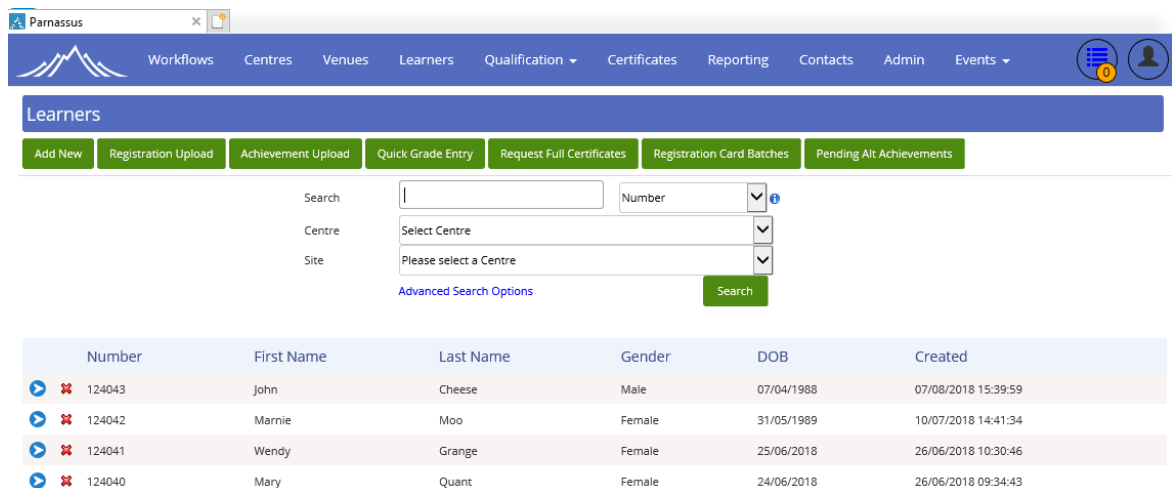 Parnassus
Workflows Centres Venues Learners Qualification Certificates Reporting Contacts Admin Events 0
Learners
Add New Registration Upload Achievement Upload Quick Grade Entry Request Full Certificates Registration Card Batches Pending Alt Achievements
Search Number
Centre Select Centre
Site Please select a Centre
Advanced Search Options Search
Number First Name Last Name Gender DOB Created
124043 John Cheese Male 07/04/1988 07/08/2018 15:39:59
124042 Marnie Moo Female 31/05/1989 10/07/2018 14:41:34
124041 Wendy Grange Female 25/06/2018 26/06/2018 10:30:46
124040 Mary Quant Female 24/06/2018 26/06/2018 09:34:43